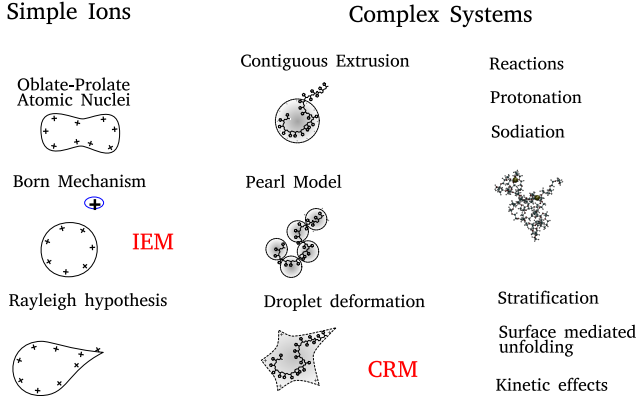 Simple Ions
Complex Systems
Oblate-Prolate
Atomic Nuclei
Contiguous Extrusion
Reactions
Protonation
Sodiation
Born Mechanism
IEM
Pearl Model
Rayleigh hypothesis
Droplet deformation
CRM
Stratification
Surface mediated
unfolding
Kinetic effects